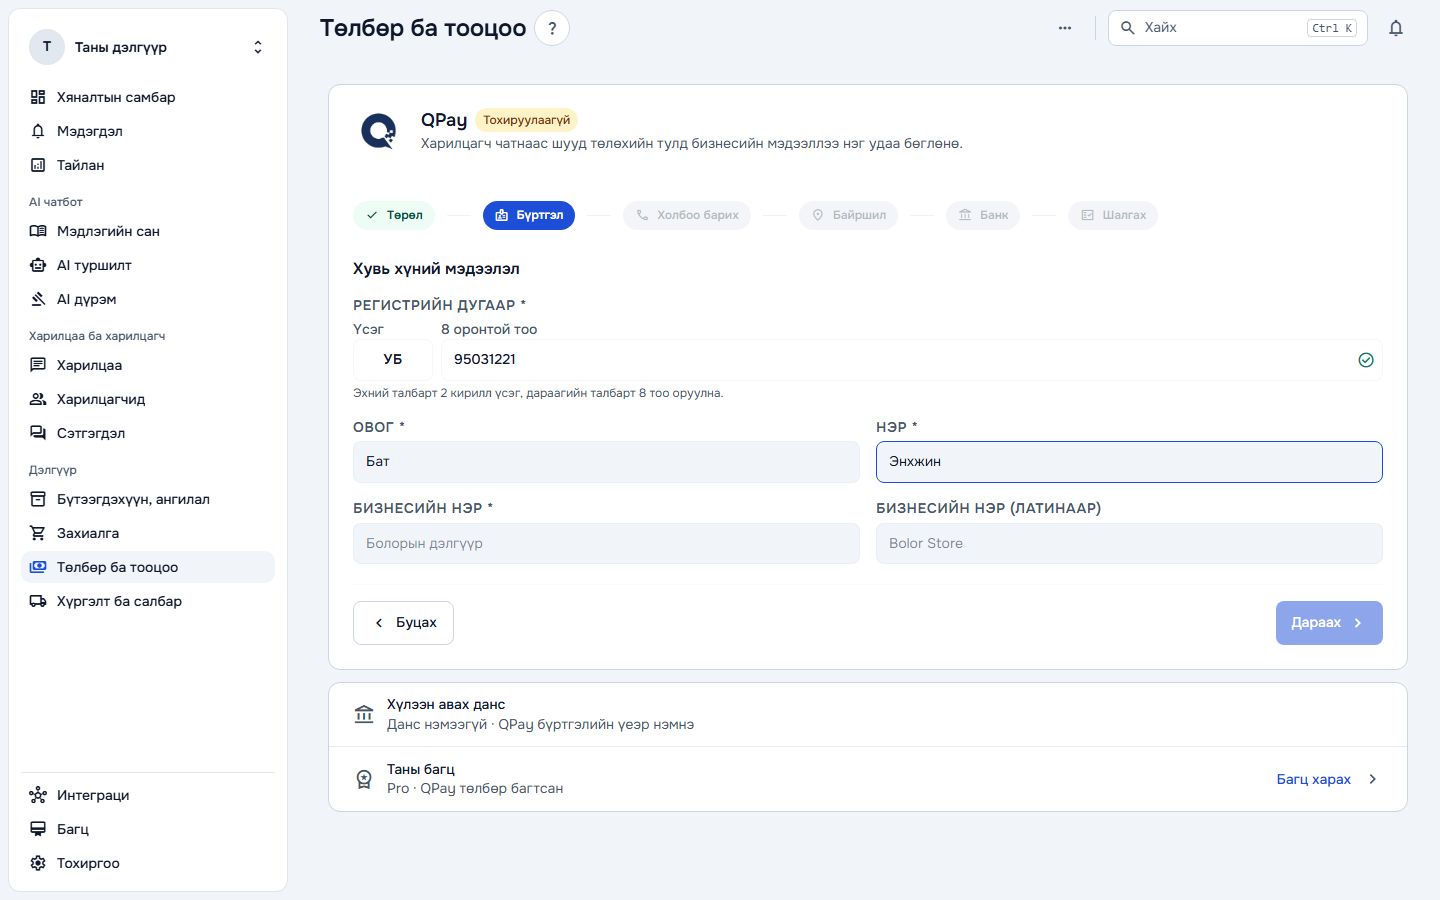 Т
Таны дэлгүүр
Хяналтын самбар
Мэдэгдэл
Тайлан
AI чатбот
Мэдлэгийн сан
AI туршилт
AI дүрэм
Харилцаа ба харилцагч
Харилцаа
Харилцагчид
Сэтгэгдэл
Дэлгүүр
Бүтээгдэхүүн, ангилал
Захиалга
Төлбөр ба тооцоо
Хүргэлт ба салбар
Интеграци
Багц
Тохиргоо
Төлбөр ба тооцоо ?
Хайх Ctrl K
QPay Тохируулаагүй
Харилцагч чатнаас шууд төлөхийн тулд бизнесийн мэдээллээ нэг удаа бөглөнө.
Төрөл Бүртгэл Холбоо барих Байршил Банк Шалгах
Хувь хүний мэдээлэл
РЕГИСТРИЙН ДУГААР *
Үсэг 8 оронтой тоо
УБ 95031221
Эхний талбарт 2 кирилл үсэг, дараагийн талбарт 8 тоо оруулна.
ОВОГ * НЭР *
Бат Энхжин
БИЗНЕСИЙН НЭР * БИЗНЕСИЙН НЭР (ЛАТИНААР)
Болорын дэлгүүр Bolor Store
Буцах Дараах
Хүлээн авах данс
Данс нэмээгүй · QPay бүртгэлийн үеэр нэмнэ
Таны багц
Pro · QPay төлбөр багтсан
Багц харах